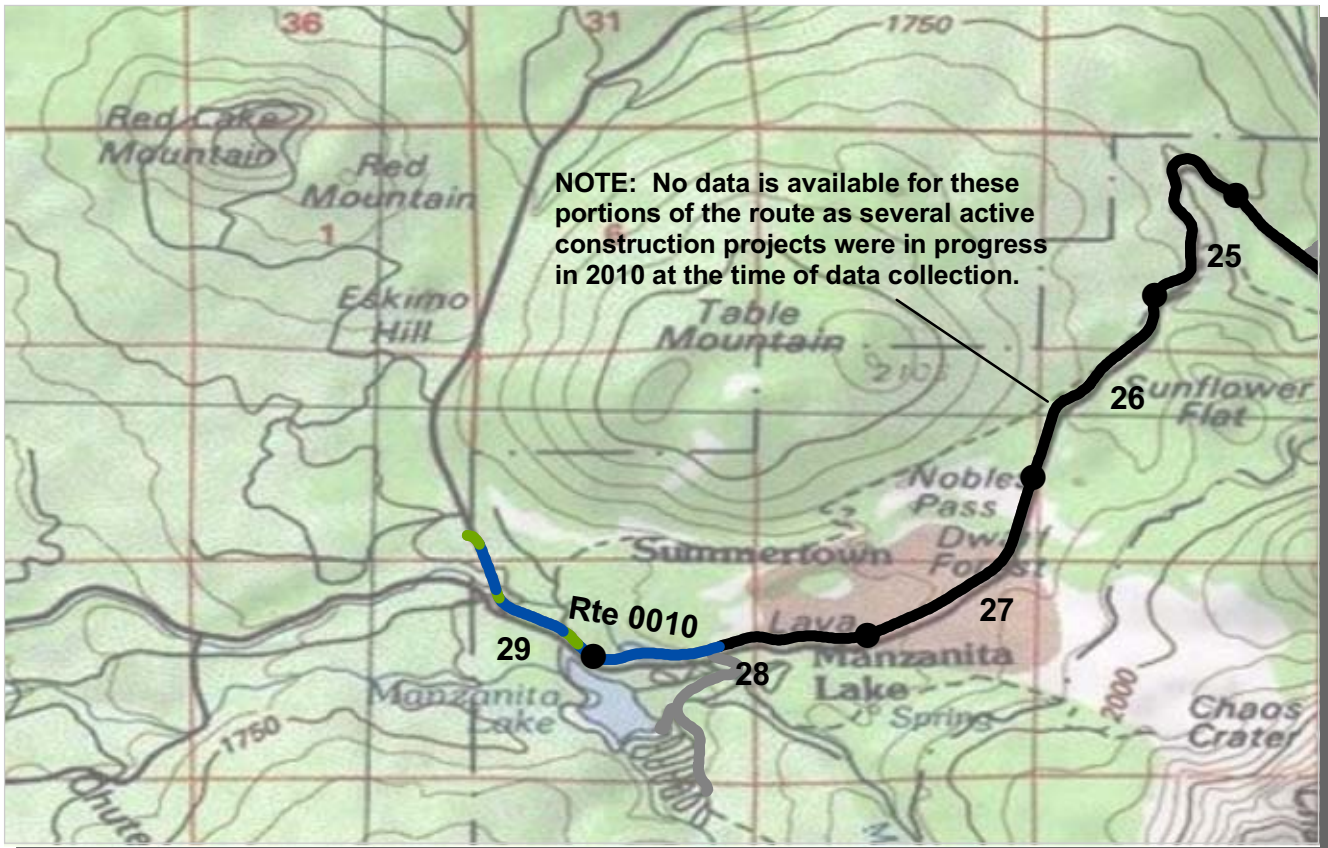 36
31
1750
Red Lake
Mountain
Red
Mountain
1
6
NOTE: No data is available for these
portions of the route as several active
construction projects were in progress
in 2010 at the time of data collection.
25
Eskimo
Hill
Table
Mountain
26
Sunflower
Flat
Nobles
Pass
Dwarf
Forest
Summertown
27
Rte 0010
Lava
29
28
Manzanita
Lake
Manzanita
Lake
Spring
2000
Chaos
Crater
1750